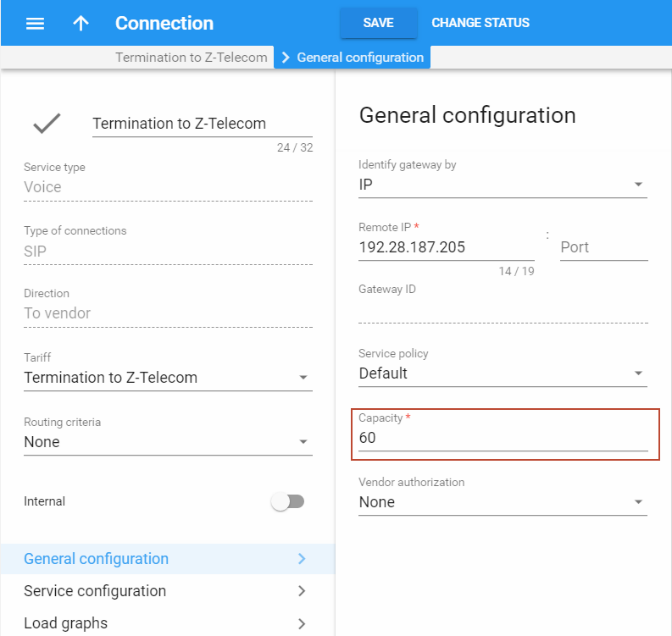 Connection
SAVE
CHANGE STATUS
Termination to Z-Telecom
General configuration
Termination to Z-Telecom
24 / 32
Service type
Voice
Type of connections
SIP
Direction
To vendor
Tariff
Termination to Z-Telecom
Routing criteria
None
Internal
General configuration
Service configuration
Load graphs
General configuration
Identify gateway by
IP
Remote IP *
192.28.187.205
:
Port
14 / 19
Gateway ID
Service policy
Default
Capacity *
60
Vendor authorization
None